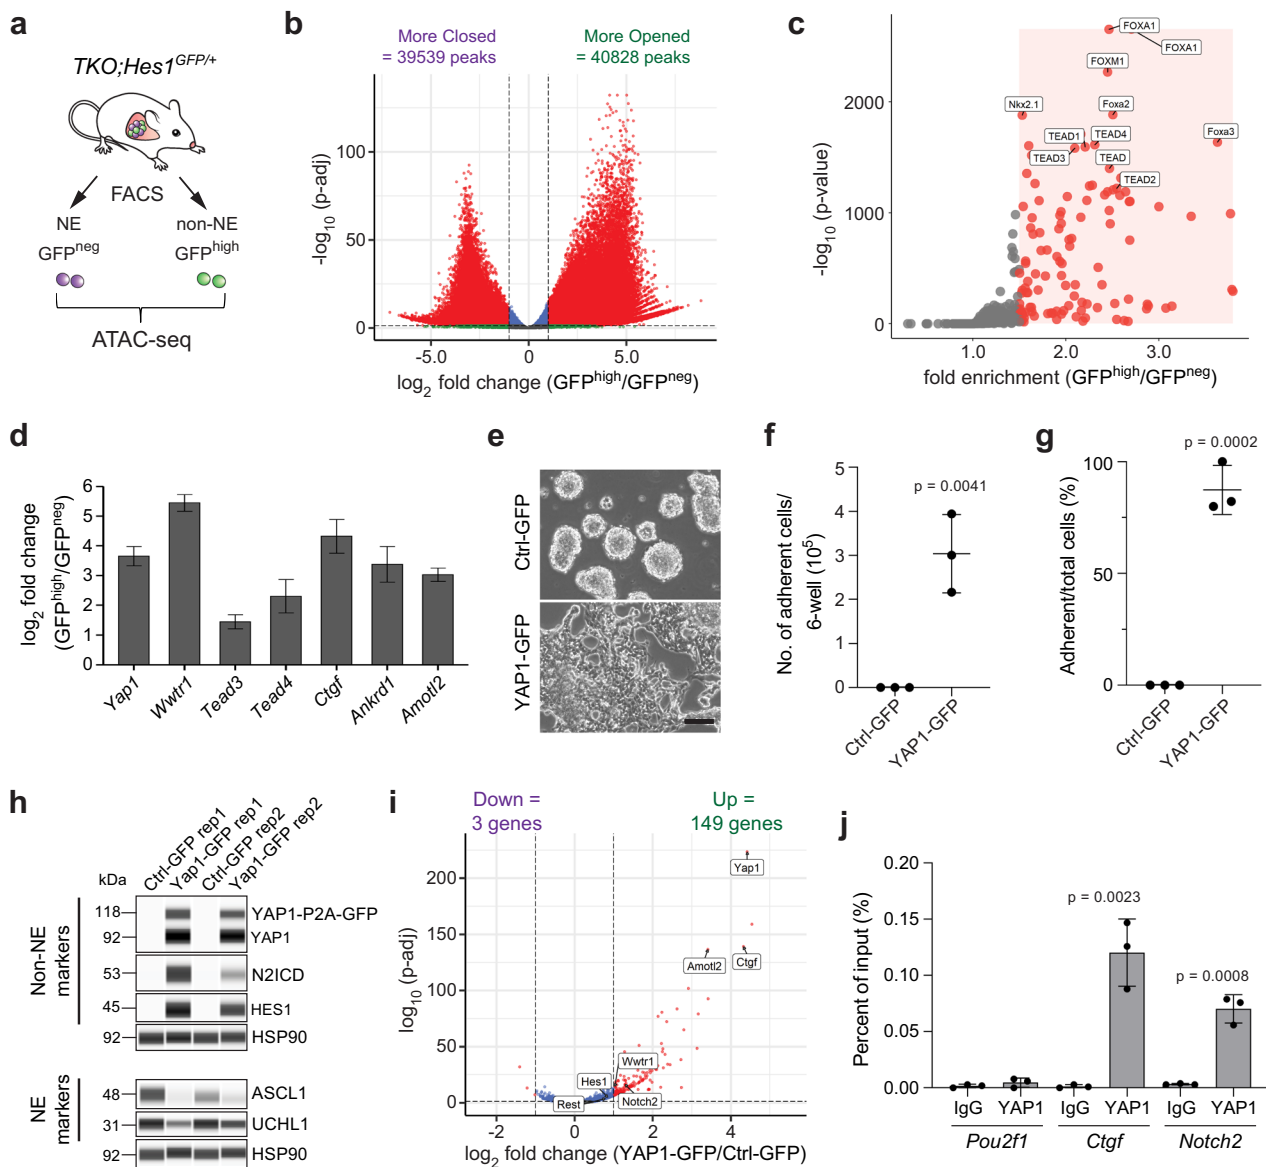 a
TKO;Hes1GFP/+
FACS
NE
non-NE
GFPneg
GFPhigh
ATAC-seq
b
More Closed
= 39539 peaks
More Opened
= 40828 peaks
-log10 (p-adj)
100
50
0
-5.0
0
5.0
log2 fold change (GFPhigh/GFPneg)
c
FOXA1
FOXA1
FOXM1
Nkx2.1
Foxa2
TEAD1
TEAD4
Foxa3
TEAD3
TEAD
TEAD2
-log10 (p-value)
2000
1000
0
1.0
2.0
3.0
fold enrichment (GFPhigh/GFPneg)
d
log2 fold change
(GFPhigh/GFPneg)
6
5
4
3
2
1
0
Yap1
Wwtr1
Tead3
Tead4
Ctgf
Ankrd1
Amotl2
e
Ctrl-GFP
YAP1-GFP
f
No. of adherent cells/
6-well (105)
5
4
3
2
1
0
p = 0.0041
Ctrl-GFP
YAP1-GFP
g
Adherent/total cells (%)
100
50
0
p = 0.0002
Ctrl-GFP
YAP1-GFP
h
Ctrl-GFP rep1
Yap1-GFP rep1
Ctrl-GFP rep2
Yap1-GFP rep2
kDa
Non-NE
markers
118
YAP1-P2A-GFP
92
YAP1
53
N2ICD
45
HES1
92
HSP90
NE
markers
48
ASCL1
31
UCHL1
92
HSP90
i
Down =
3 genes
Up =
149 genes
log10 (p-adj)
200
150
100
50
0
Yap1
Amotl2
Ctgf
Wwtr1
Hes1
Rest
Notch2
-2
0
2
4
log2 fold change (YAP1-GFP/Ctrl-GFP)
j
Percent of input (%)
0.20
0.15
0.10
0.05
0.00
p = 0.0023
p = 0.0008
IgG
YAP1
IgG
YAP1
IgG
YAP1
Pou2f1
Ctgf
Notch2